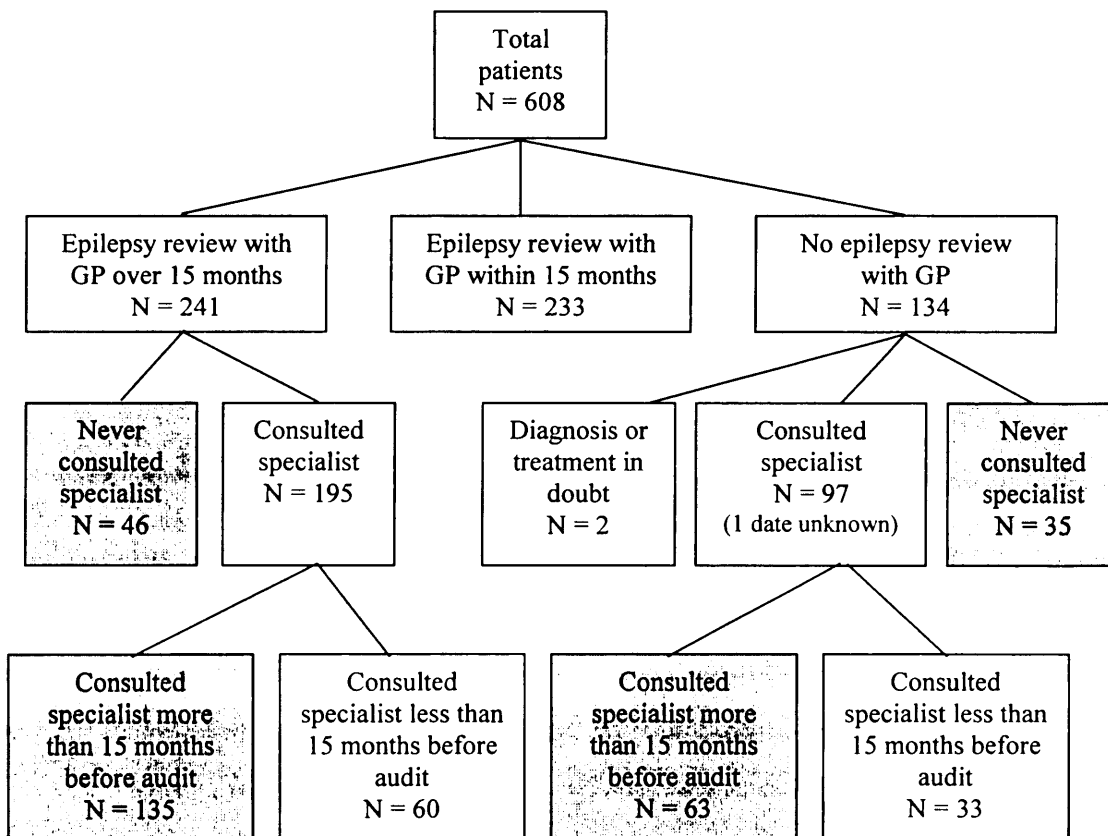 Total
patients
N = 608
Epilepsy review with
GP over 15 months
N = 241
Epilepsy review with
GP within 15 months
N = 233
No epilepsy review
with GP
N = 134
Never
consulted
specialist
N = 46
Consulted
specialist
N = 195
Diagnosis or
treatment in
doubt
N = 2
Consulted
specialist
N = 97
(1 date unknown)
Never
consulted
specialist
N = 35
Consulted
specialist more
than 15 months
before audit
N = 135
Consulted
specialist less than
15 months before
audit
N = 60
Consulted
specialist more
than 15 months
before audit
N = 63
Consulted
specialist less than
15 months before
audit
N = 33